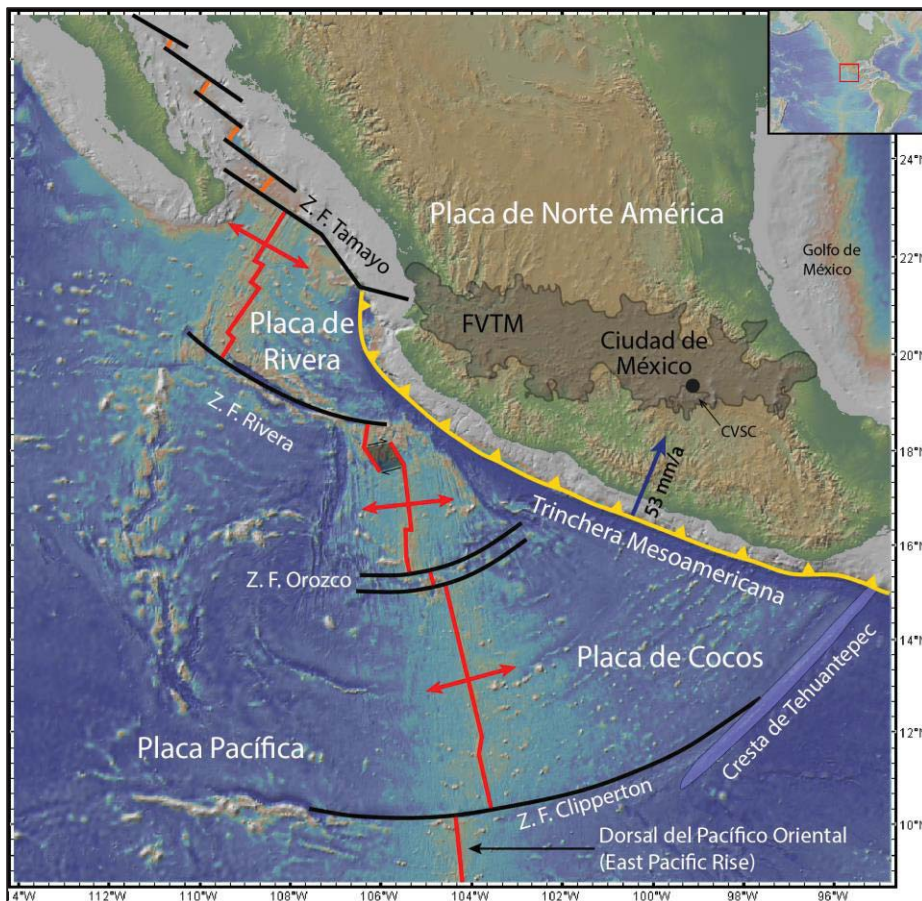 24°N
22°N
20°N
18°N
16°N
14°N
12°N
10°N
Z. F. Tamayo
Placa de Norte América
Golfo de
México
Placa de
Rivera
FVTM
Ciudad de
México
CVSC
Z. F. Rivera
53 mm/a
Trinchera Mesoamericana
Z. F. Orozco
Placa de Cocos
Cresta de Tehuantepec
Placa Pacífica
Z. F. Clipperton
Dorsal del Pacífico Oriental
(East Pacific Rise)
14°W
112°W
110°W
108°W
106°W
104°W
102°W
100°W
98°W
96°W